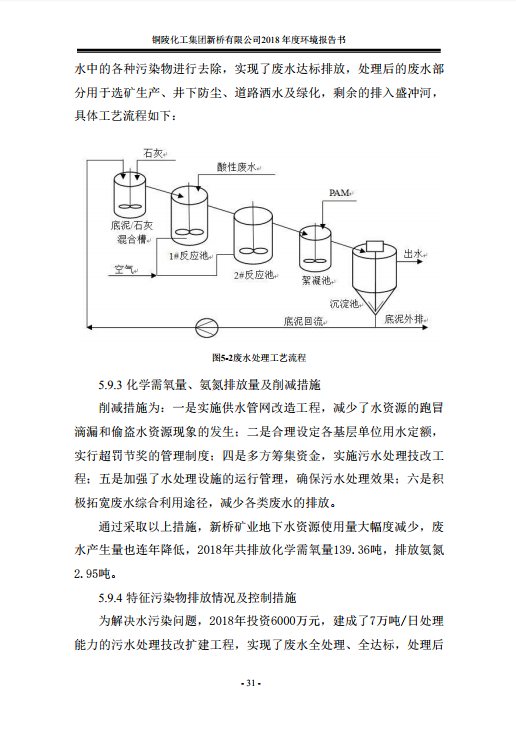 铜陵化工集团新桥有限公司2018年度环境报告书
水中的各种污染物进行去除，实现了废水达标排放，处理后的废水部
分用于选矿生产、井下防尘、道路洒水及绿化，剩余的排入盛冲河，
具体工艺流程如下：
石灰
酸性废水
PAM
底泥/石灰
混合槽
1#反应池
空气
2#反应池
絮凝池
出水
沉淀池
底泥回流
底泥外排
图5-2废水处理工艺流程
5.9.3 化学需氧量、氨氮排放量及削减措施
削减措施为：一是实施供水管网改造工程，减少了水资源的跑冒
滴漏和偷盗水资源现象的发生；二是合理设定各基层单位用水定额，
实行超罚节奖的管理制度；四是多方筹集资金，实施污水处理技改工
程；五是加强了水处理设施的运行管理，确保污水处理效果；六是积
极拓宽废水综合利用途径，减少各类废水的排放。
通过采取以上措施，新桥矿业地下水资源使用量大幅度减少，废
水产生量也连年降低，2018年共排放化学需氧量139.36吨，排放氨氮
2.95吨。
5.9.4 特征污染物排放情况及控制措施
为解决水污染问题，2018年投资6000万元，建成了7万吨/日处理
能力的污水处理技改扩建工程，实现了废水全处理、全达标，处理后
- 31 -